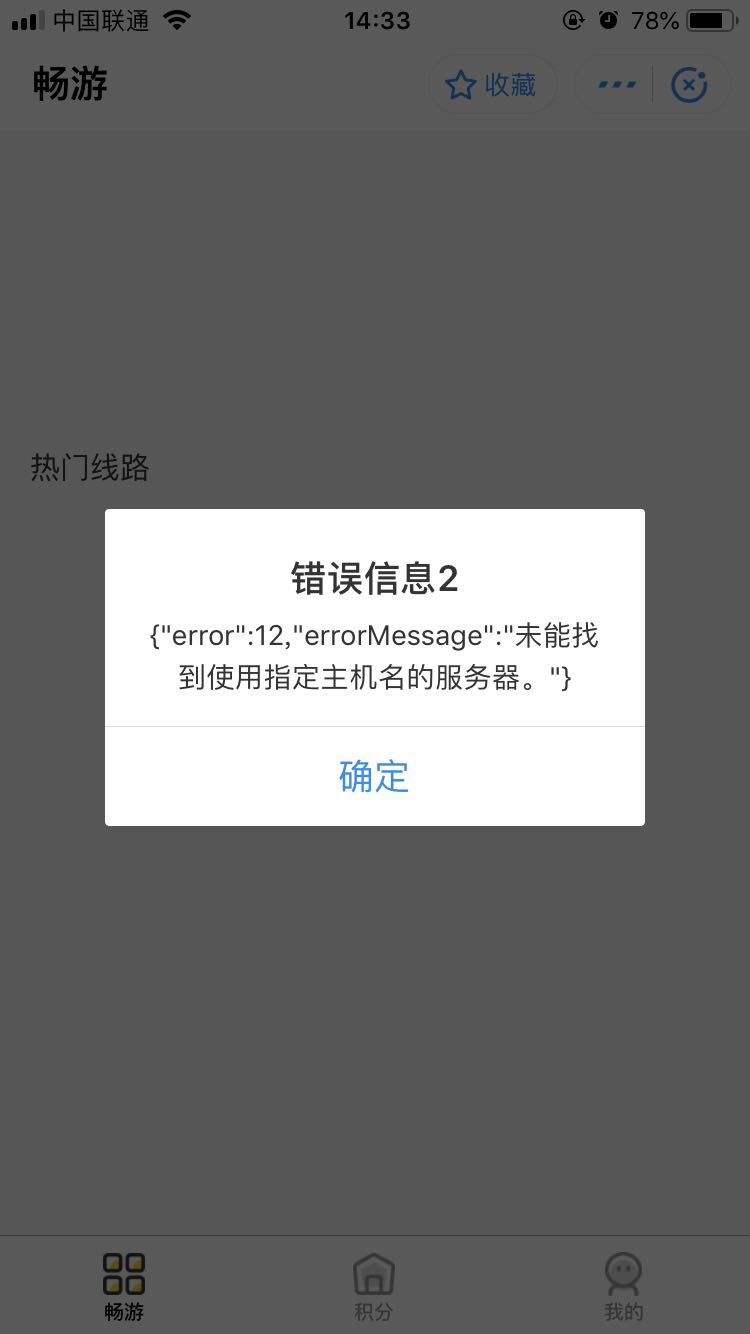 中国联通
14:33
78%
畅游
收藏
热门线路
错误信息2
{"error":12,"errorMessage":"未能找
到使用指定主机名的服务器。"}
确定
畅游
积分
我的